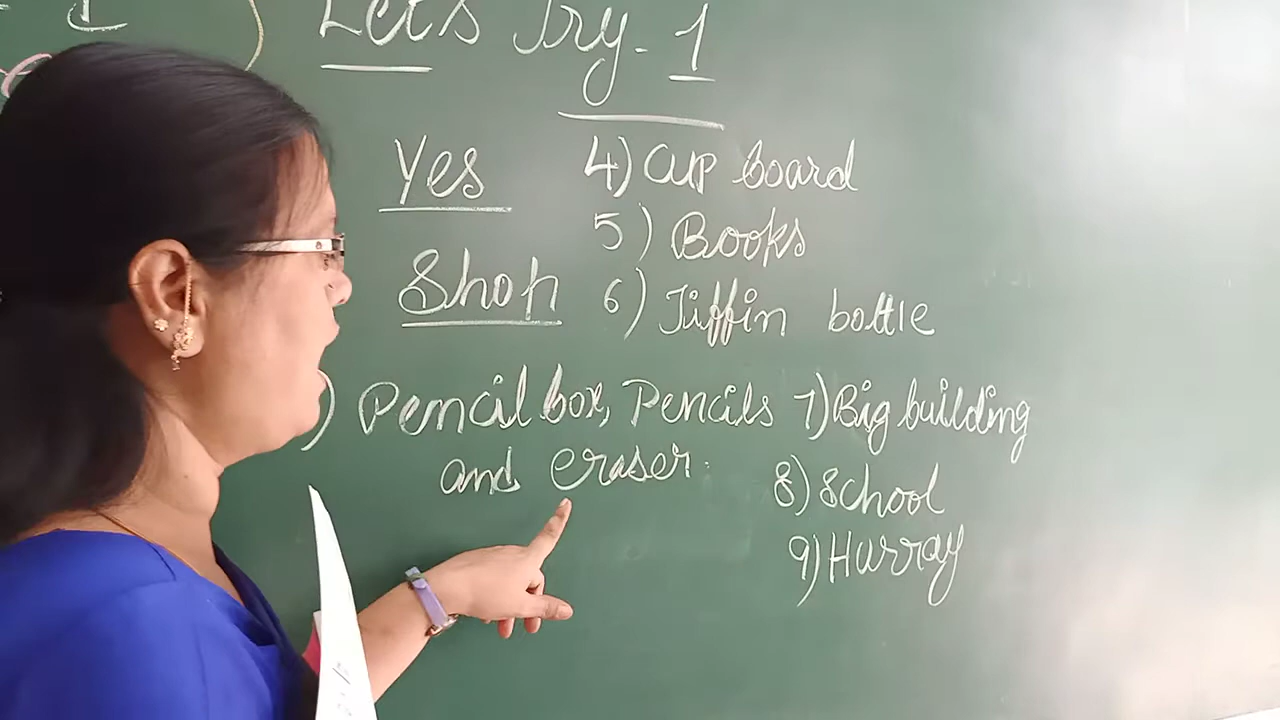 Let's Try - 1
Yes
Shop
) Pencil box, Pencils
and eraser.
4) Cup board
5) Books
6) Tiffin bottle
7) Big building
8) School
9) Hurray